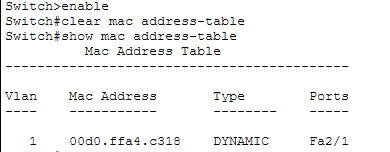 Switch>enable
Switch#clear mac address-table
Switch#show mac address-table
          Mac Address Table
-------------------------------------------

Vlan    Mac Address       Type        Ports
----    -----------       --------    -----

   1    00d0.ffa4.c318    DYNAMIC     Fa2/1